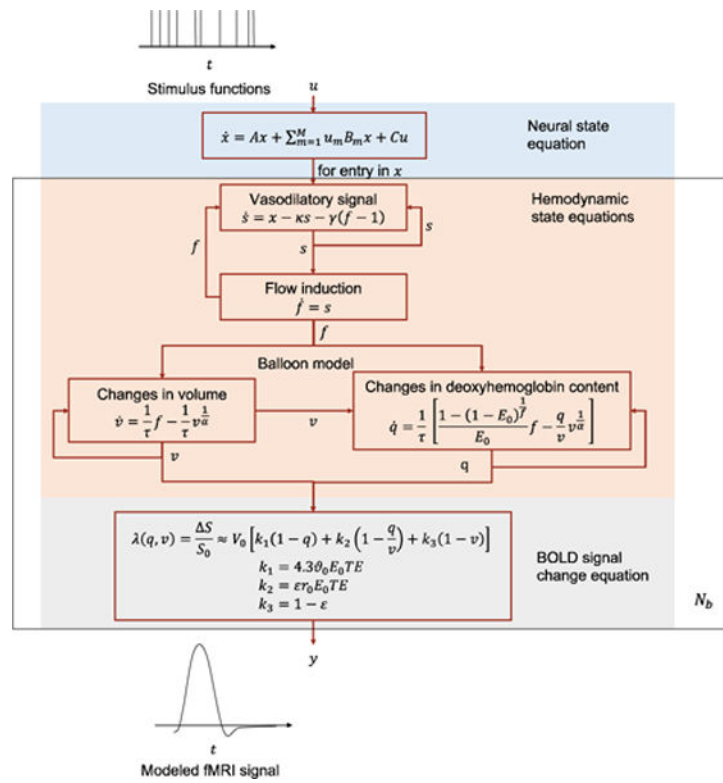 t
Stimulus functions
u
ẋ = Ax + ∑_{m=1}^{M} u_m B_m x + Cu
Neural state
equation
for entry in x
Vasodilatory signal
ṡ = x − κs − γ(f − 1)
Hemodynamic
state equations
f
s
s
Flow induction
ḟ = s
f
Balloon model
Changes in volume
v̇ = 1/τ f − 1/τ v^{1/α}
v
v
Changes in deoxyhemoglobin content
q̇ = 1/τ [ (1 − (1 − E₀)^{1/f})/E₀ f − q/v v^{1/α} ]
q
λ(q, v) = ΔS/S₀ ≈ V₀ [k₁(1 − q) + k₂ (1 − q/v) + k₃(1 − v)]
k₁ = 4.3ϑ₀E₀TE
k₂ = εr₀E₀TE
k₃ = 1 − ε
BOLD signal
change equation
N_b
y
t
Modeled fMRI signal